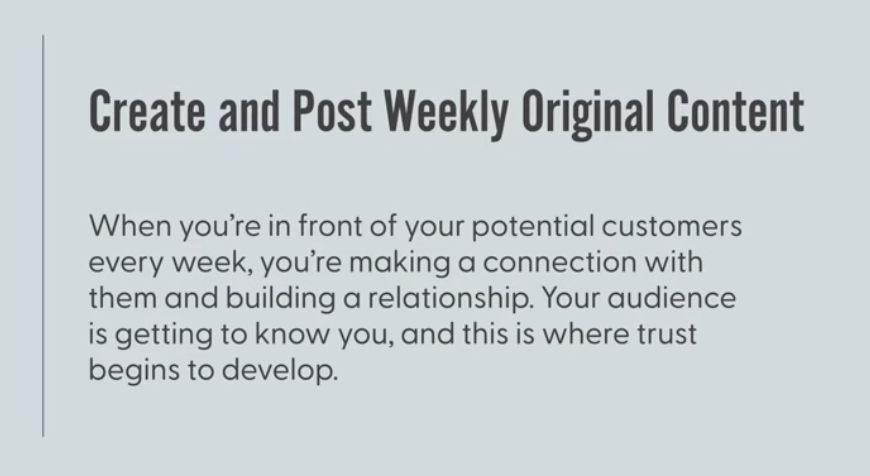 Create and Post Weekly Original Content
When you’re in front of your potential customers
every week, you’re making a connection with
them and building a relationship. Your audience
is getting to know you, and this is where trust
begins to develop.